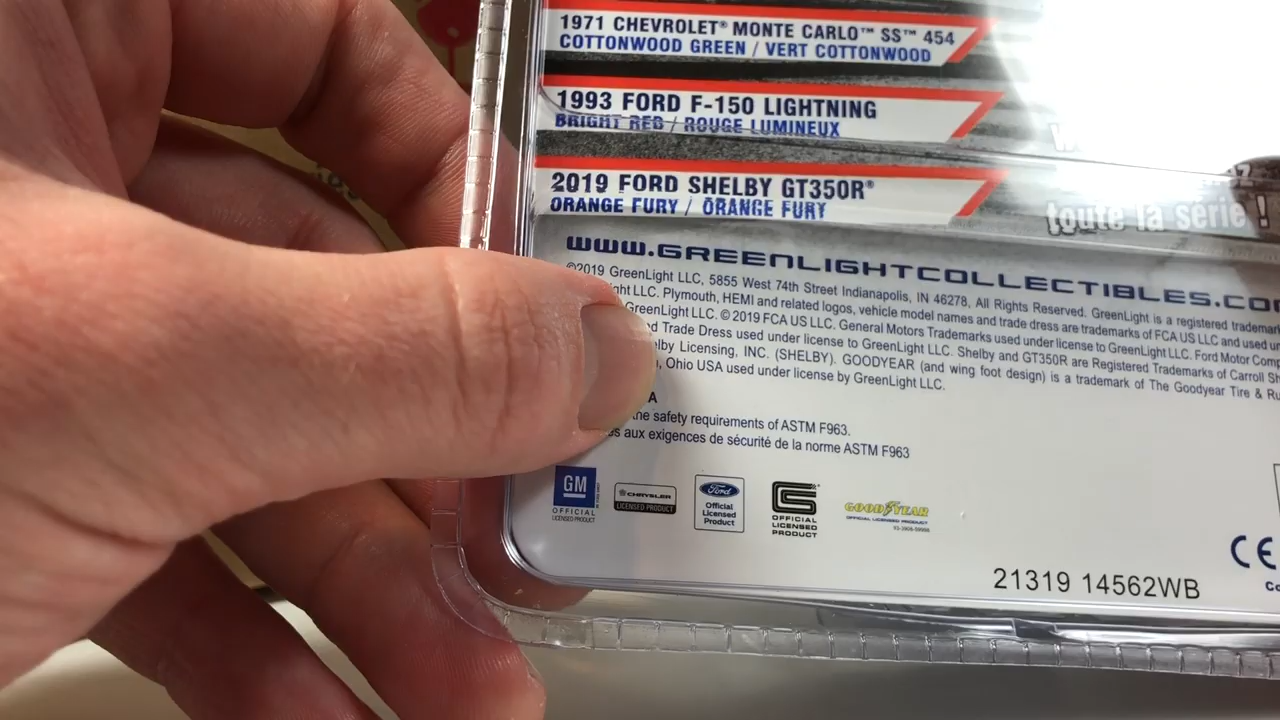 1971 CHEVROLET® MONTE CARLO™ SS™ 454
COTTONWOOD GREEN / VERT COTTONWOOD
1993 FORD F-150 LIGHTNING
BRIGHT RED / ROUGE LUMINEUX
2019 FORD SHELBY GT350R®
ORANGE FURY / ORANGE FURY
toute la série !
WWW.GREENLIGHTCOLLECTIBLES.CO
©2019 GreenLight LLC, 5855 West 74th Street Indianapolis, IN 46278, All Rights Reserved. GreenLight is a registered
LLC. Plymouth, HEMI and related logos, vehicle model names and trade dress are trademarks of FCA US LLC and used
GreenLight LLC. © 2019 FCA US LLC. General Motors Trademarks used under license to GreenLight LLC. Ford Motor
Trade Dress used under license to GreenLight LLC. Shelby and GT350R are Registered Trademarks of Carroll
Licensing, INC. (SHELBY). GOODYEAR (and wing foot design) is a trademark of The Goodyear Tire &
Ohio USA used under license by GreenLight LLC.
the safety requirements of ASTM F963.
aux exigences de sécurité de la norme ASTM F963
GM
OFFICIAL
LICENSED PRODUCT
CHRYSLER
LICENSED PRODUCT
Ford
Official
Licensed
Product
OFFICIAL
LICENSED
PRODUCT
GOODYEAR
OFFICIAL LICENSED PRODUCT
21319 14562WB
CE